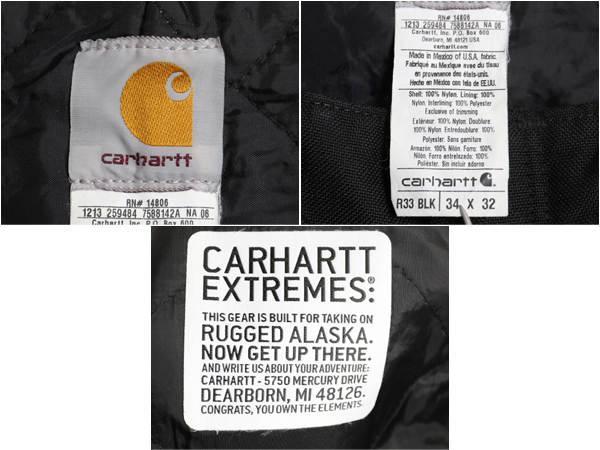 carhartt
RN# 14806
1213 259484 7588142A NA 06
Carhartt, Inc. P.O. Box 600
RN# 14806
1213 259484 7588142A NA 06
Carhartt, Inc. P.O. Box 600
Dearborn, MI 48121 USA
carhartt.com
Made in Mexico of U.S.A. fabric.
Fabriqué au Mexique avec du tissu
en provenance des états-unis.
Hecho en México con tela de EE.UU.
Shell: 100% Nylon. Lining: 100%
Nylon. Interlining: 100% Polyester
Exclusive of trimming
Extérieur: 100% Nylon. Doublure
100% Nylon. Entredoublure: 100%
Polyester. Sans garniture
Armazón: 100% Nilón. Forro: 100%
Nilón. Forro entrelazado: 100%
Poliéster. Sin adornos
carhartt
R33 BLK 34 X 32
CARHARTT
EXTREMES®:
THIS GEAR IS BUILT FOR TAKING ON
RUGGED ALASKA.
NOW GET UP THERE.
AND WRITE US ABOUT YOUR ADVENTURE:
CARHARTT - 5750 MERCURY DRIVE
DEARBORN, MI 48126.
CONGRATS, YOU OWN THE ELEMENTS.